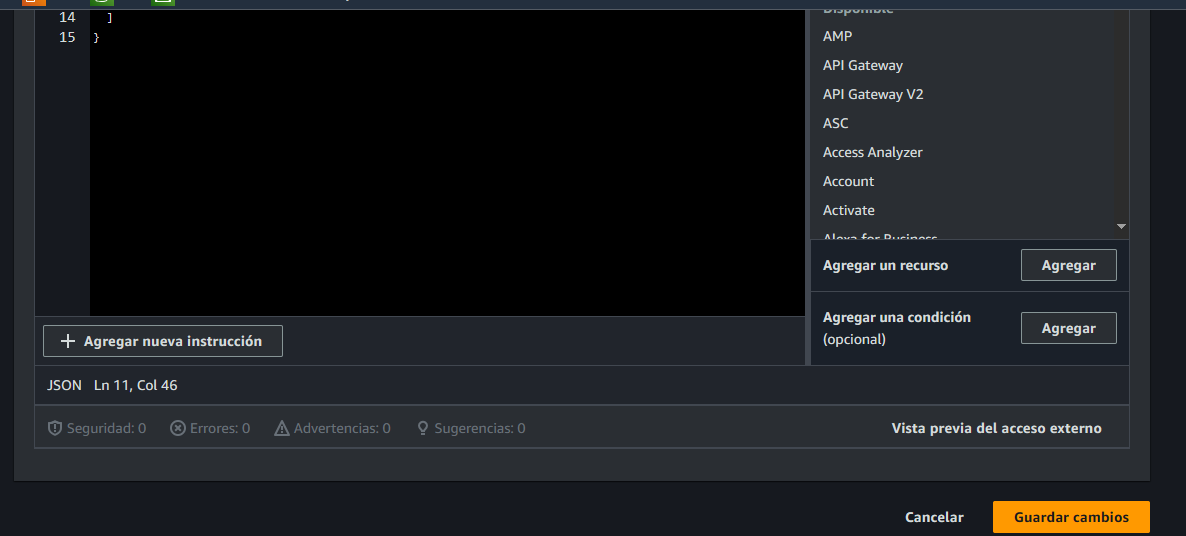 14 ]
15 }
Disponible
AMP
API Gateway
API Gateway V2
ASC
Access Analyzer
Account
Activate
Alexa for Business
Agregar un recurso
Agregar
Agregar una condición
(opcional)
Agregar
+ Agregar nueva instrucción
JSON Ln 11, Col 46
Seguridad: 0 Errores: 0 Advertencias: 0 Sugerencias: 0
Vista previa del acceso externo
Cancelar
Guardar cambios